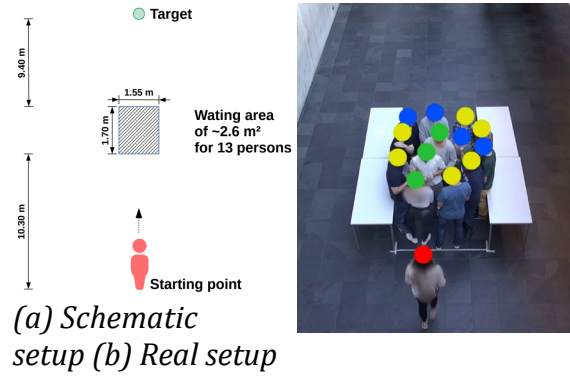 Target
9.40 m
1.55 m
1.70 m
Wating area
of ~2.6 m²
for 13 persons
10.30 m
Starting point
(a) Schematic
setup (b) Real setup